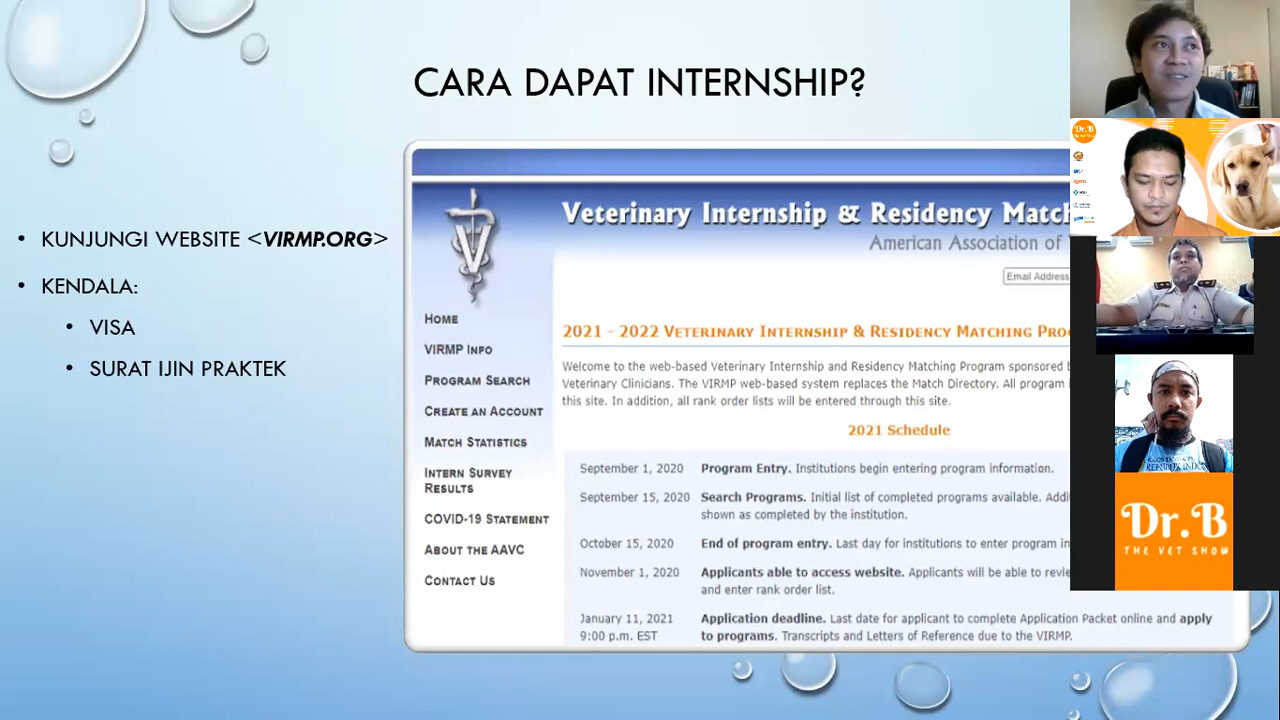 CARA DAPAT INTERNSHIP?
• KUNJUNGI WEBSITE <VIRMP.ORG>
• KENDALA:
• VISA
• SURAT IJIN PRAKTEK
Veterinary Internship & Residency Matc
American Association of
Email Address
HOME
VIRMP INFO
PROGRAM SEARCH
CREATE AN ACCOUNT
MATCH STATISTICS
INTERN SURVEY
RESULTS
COVID-19 STATEMENT
ABOUT THE AAVC
CONTACT US
2021 - 2022 VETERINARY INTERNSHIP & RESIDENCY MATCHING PRO
Welcome to the web-based Veterinary Internship and Residency Matching Program sponsored b
Veterinary Clinicians. The VIRMP web-based system replaces the Match Directory. All program i
this site. In addition, all rank order lists will be entered through this site.
2021 Schedule
September 1, 2020 Program Entry. Institutions begin entering program information.
September 15, 2020 Search Programs. Initial list of completed programs available. Addi
shown as completed by the institution.
October 15, 2020 End of program entry. Last day for institutions to enter program in
November 1, 2020 Applicants able to access website. Applicants will be able to revie
and enter rank order list.
January 11, 2021 Application deadline. Last date for applicant to complete Application Packet online and apply
9:00 p.m. EST to programs. Transcripts and Letters of Reference due to the VIRMP.
Dr.B
REPUBLIK INDO
Dr.B
THE VET SHOW